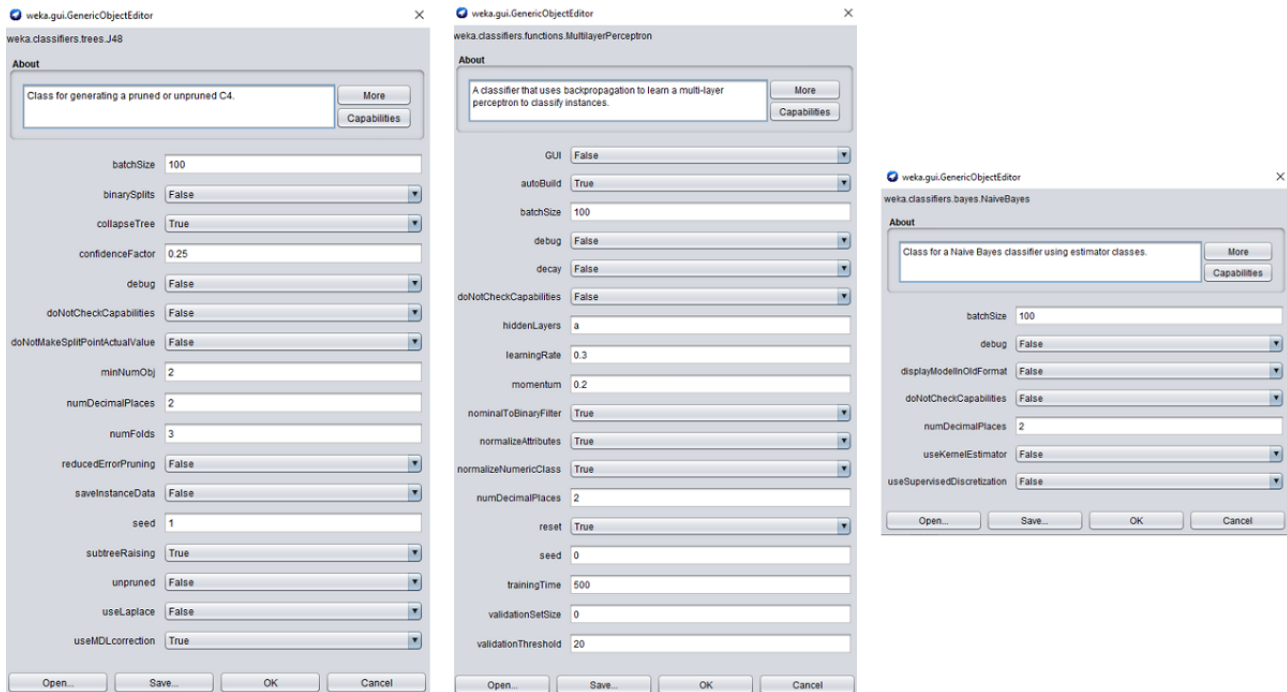 weka.gui.GenericObjectEditor
weka.classifiers.trees.J48
About
Class for generating a pruned or unpruned C4.
More
Capabilities
batchSize 100
binarySplits False
collapseTree True
confidenceFactor 0.25
debug False
doNotCheckCapabilities False
doNotMakeSplitPointActualValue False
minNumObj 2
numDecimalPlaces 2
numFolds 3
reducedErrorPruning False
saveInstanceData False
seed 1
subtreeRaising True
unpruned False
useLaplace False
useMDLcorrection True
Open... Save... OK Cancel
weka.gui.GenericObjectEditor
weka.classifiers.functions.MultilayerPerceptron
About
A classifier that uses backpropagation to learn a multi-layer
perceptron to classify instances.
More
Capabilities
GUI False
autoBuild True
batchSize 100
debug False
decay False
doNotCheckCapabilities False
hiddenLayers a
learningRate 0.3
momentum 0.2
nominalToBinaryFilter True
normalizeAttributes True
normalizeNumericClass True
numDecimalPlaces 2
reset True
seed 0
trainingTime 500
validationSetSize 0
validationThreshold 20
Open... Save... OK Cancel
weka.gui.GenericObjectEditor
weka.classifiers.bayes.NaiveBayes
About
Class for a Naive Bayes classifier using estimator classes.
More
Capabilities
batchSize 100
debug False
displayModelInOldFormat False
doNotCheckCapabilities False
numDecimalPlaces 2
useKernelEstimator False
useSupervisedDiscretization False
Open... Save... OK Cancel